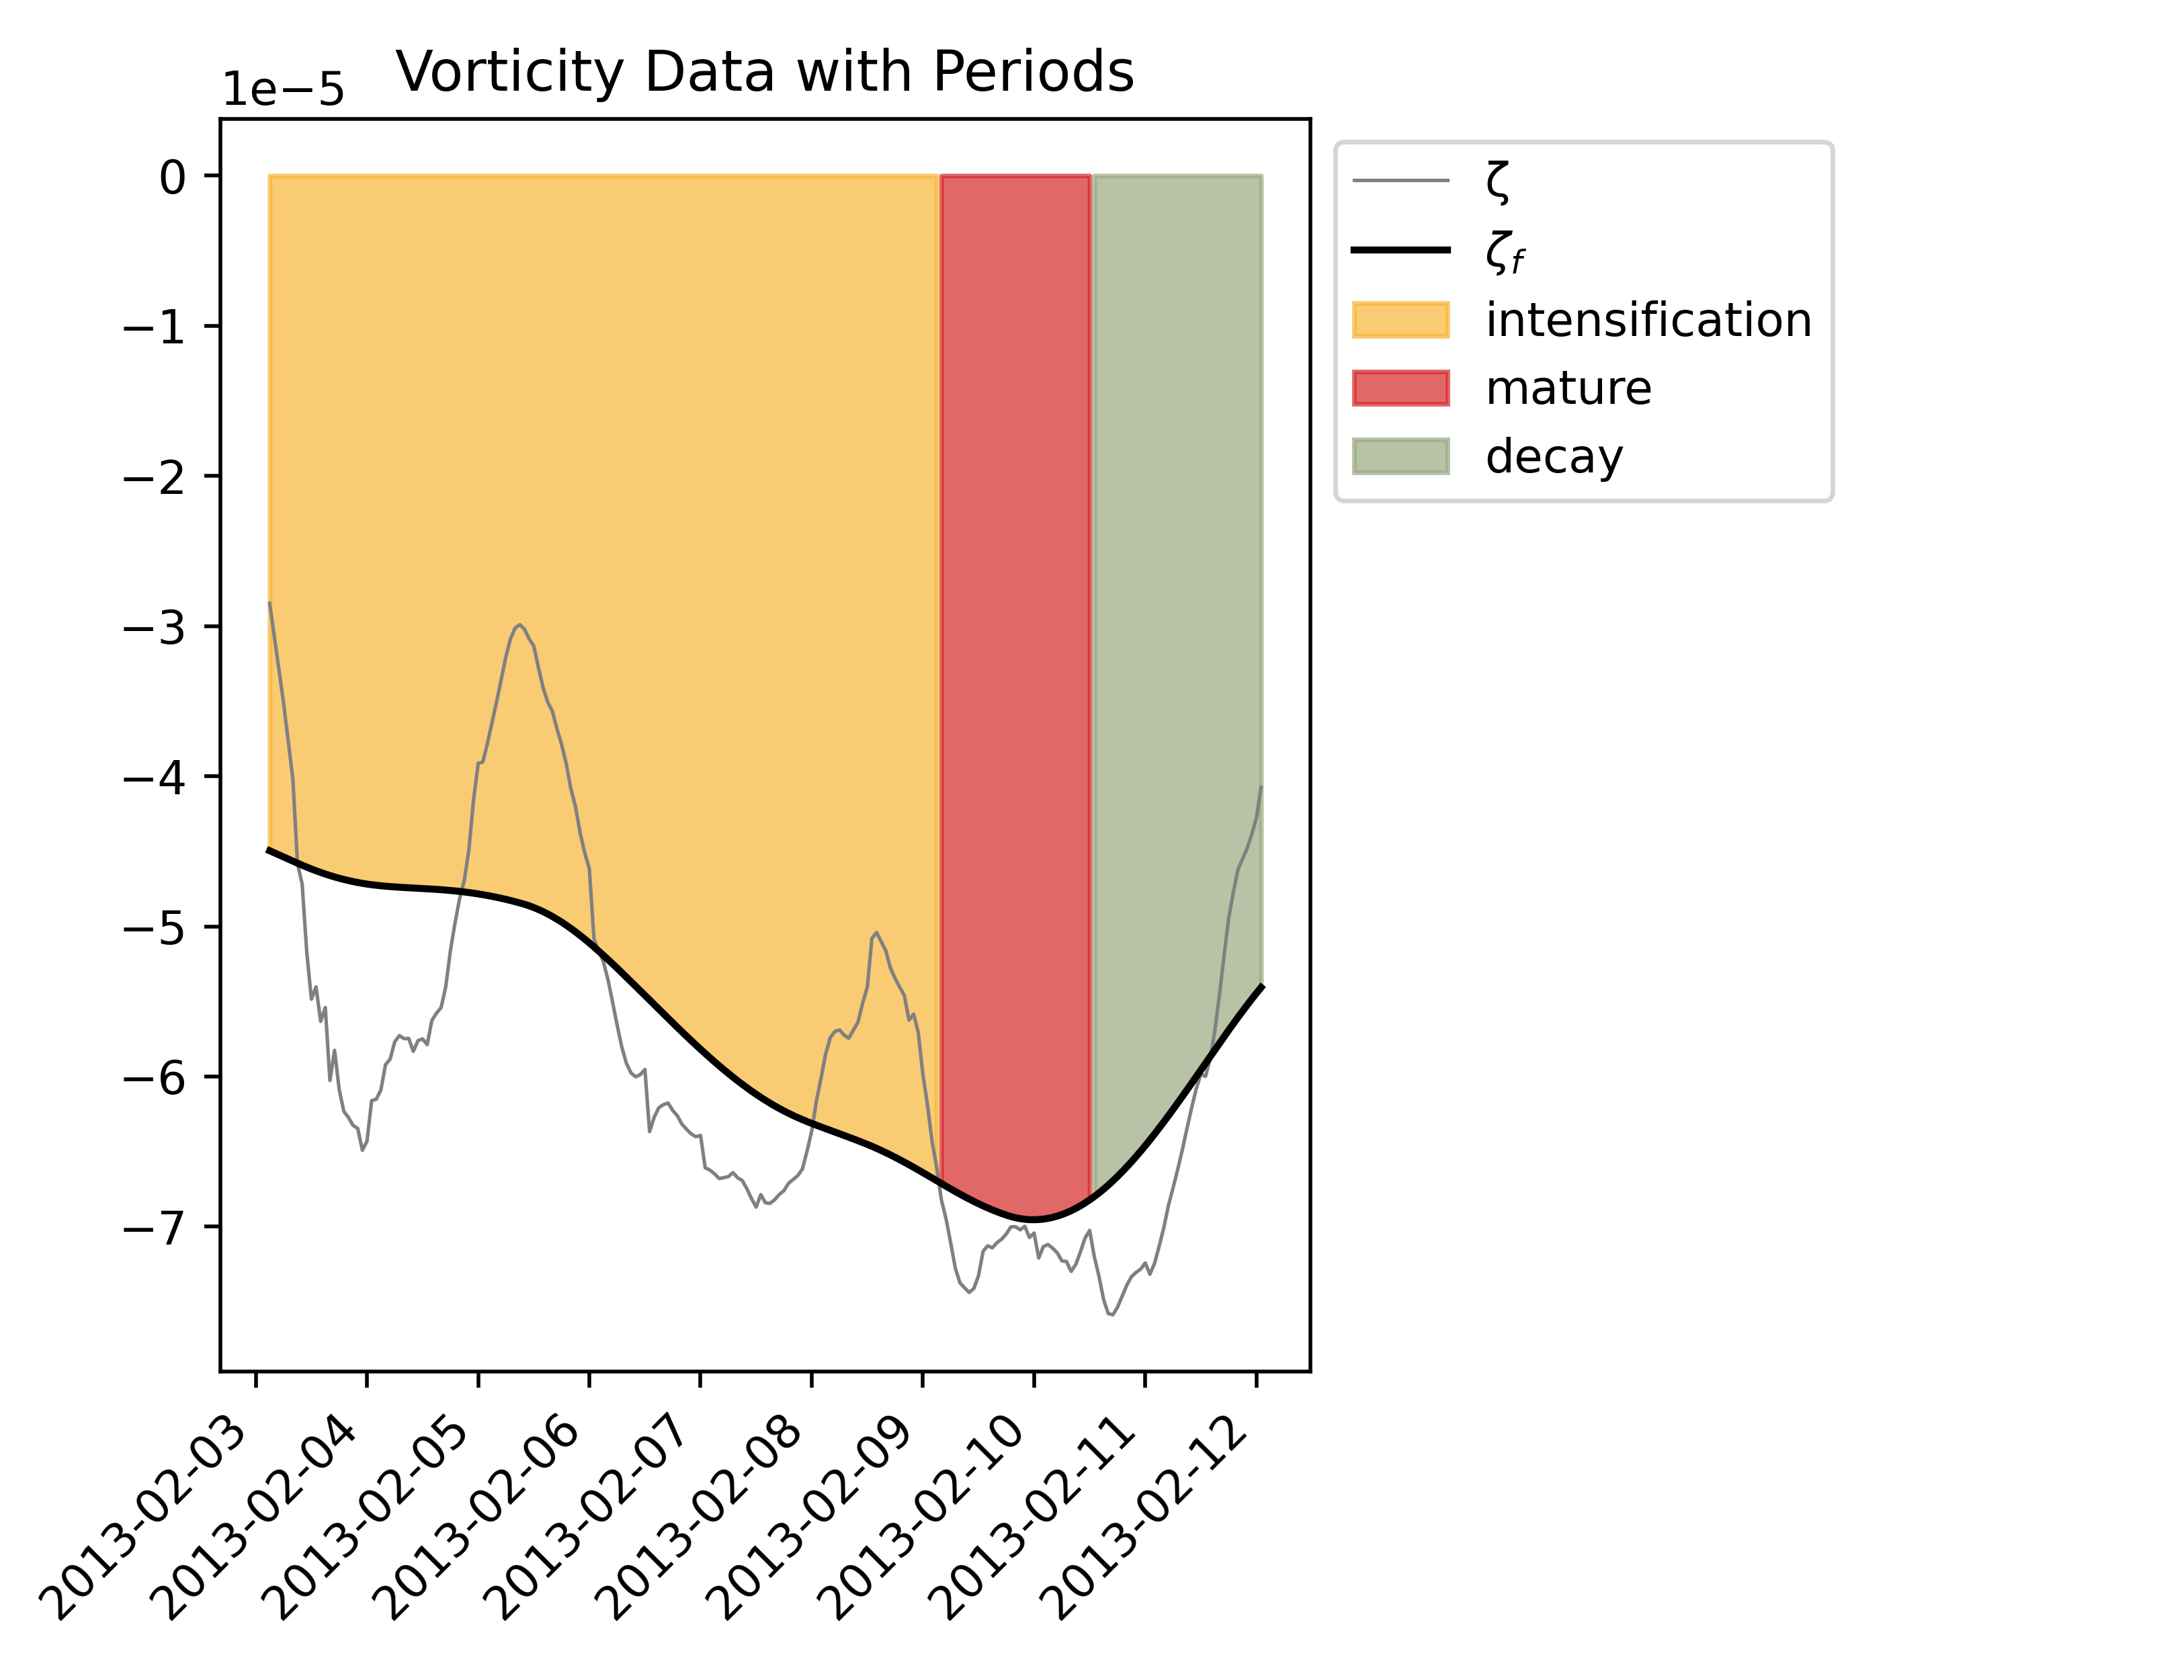 Vorticity Data with Periods
1e−5
0
−1
−2
−3
−4
−5
−6
−7
2013-02-03
2013-02-04
2013-02-05
2013-02-06
2013-02-07
2013-02-08
2013-02-09
2013-02-10
2013-02-11
2013-02-12
ζ
ζf
intensification
mature
decay